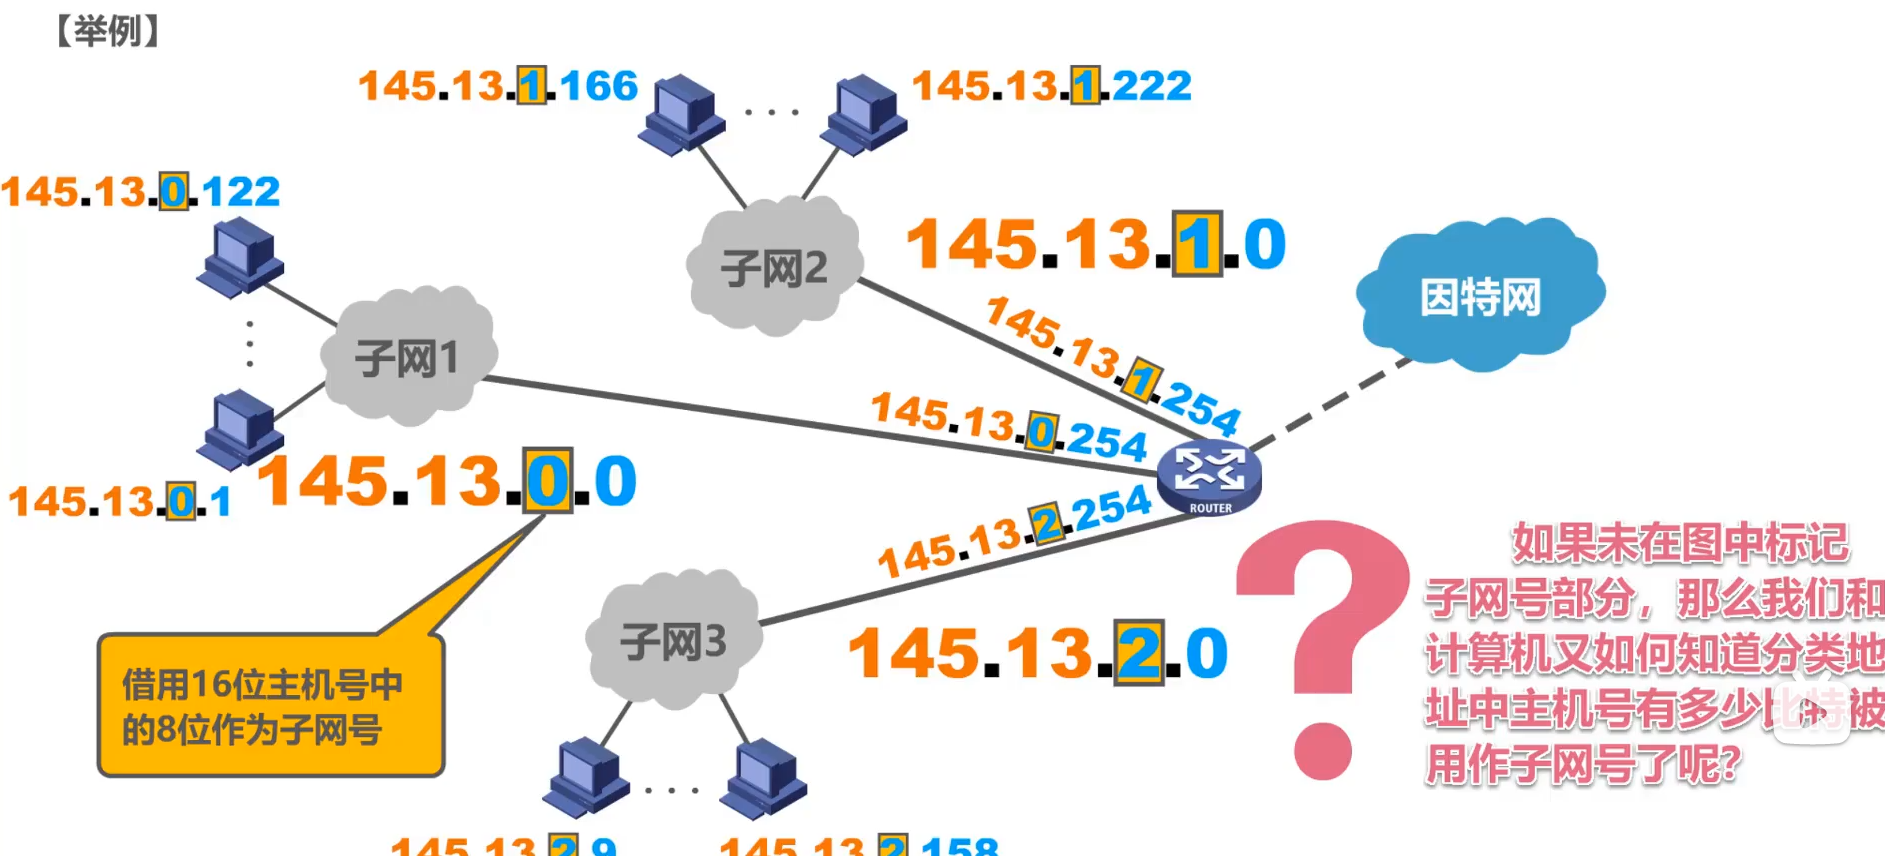 【举例】
145.13.1.166
145.13.1.222
145.13.0.122
子网2
145.13.1.0
因特网
145.13.1.254
子网1
145.13.0.254
145.13.0.1
145.13.0.0
ROUTER
145.13.2.254
子网3
145.13.2.0
借用16位主机号中
的8位作为子网号
?
如果未在图中标记
子网号部分，那么我们和
计算机又如何知道分类地
址中主机号有多少比特被
用作子网号了呢?
145.13.2.9
145.13.2.158